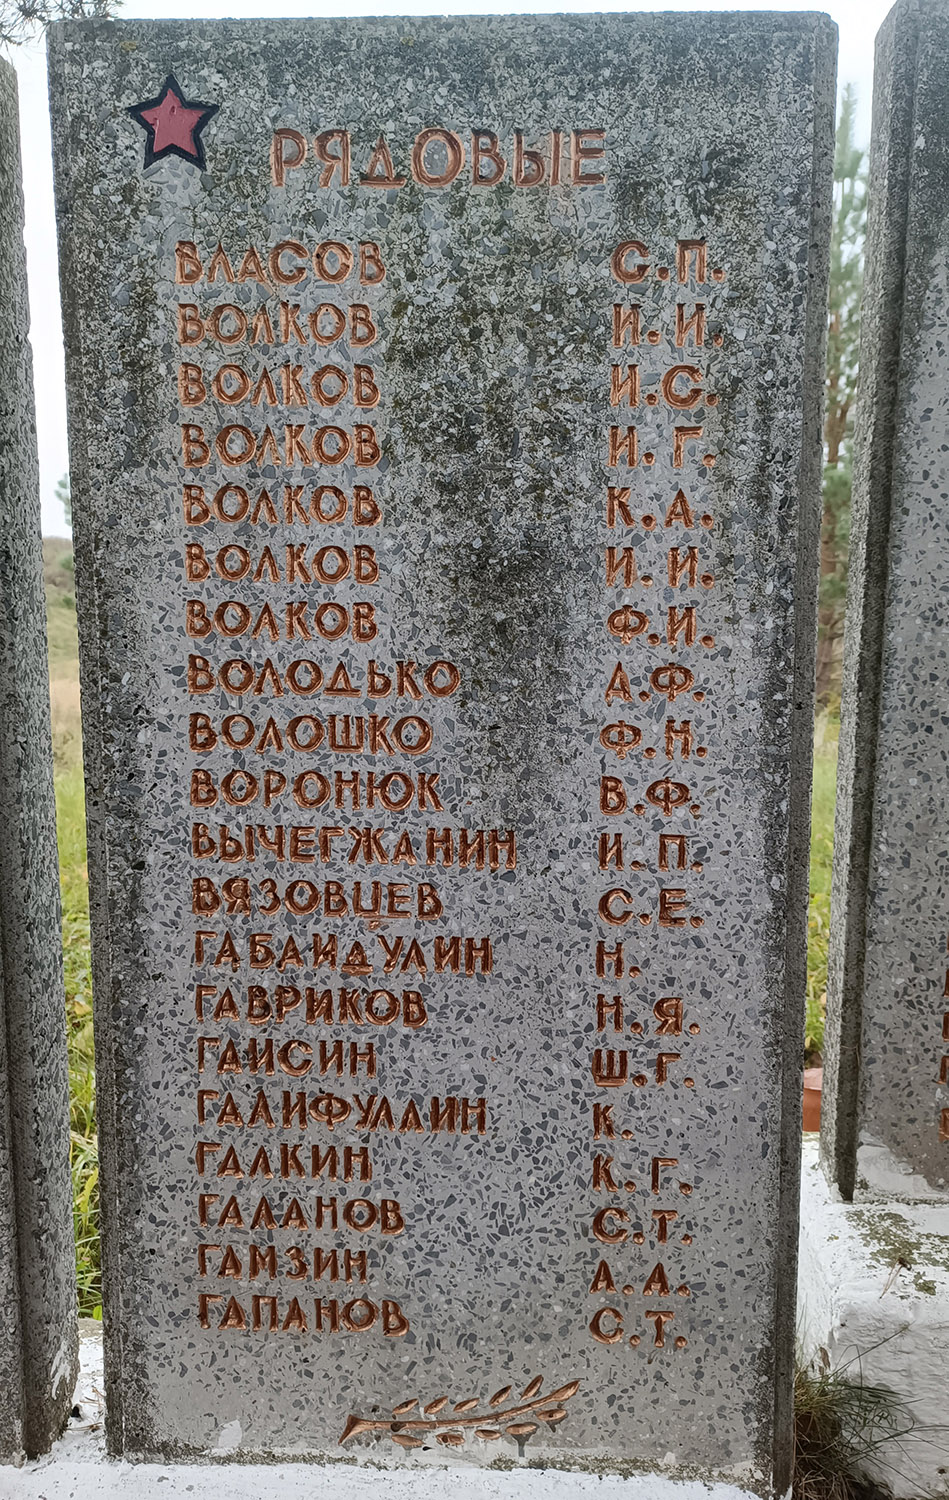 РЯДОВЫЕ
ВЛАСОВ С.П.
ВОЛКОВ И.И.
ВОЛКОВ И.С.
ВОЛКОВ И.Г.
ВОЛКОВ К.А.
ВОЛКОВ И.И.
ВОЛКОВ Ф.И.
ВОЛОДЬКО А.Ф.
ВОЛОШКО Ф.Н.
ВОРОНЮК В.Ф.
ВЫЧЕГЖАНИН И.П.
ВЯЗОВЦЕВ С.Е.
ГАБАЙДУЛИН Н.
ГАВРИКОВ Н.Я.
ГАИСИН Ш.Г.
ГАЛИФУЛЛИН К.
ГАЛКИН К.Г.
ГАЛАНОВ С.Т.
ГАМЗИН А.А.
ГАПАНОВ С.Т.